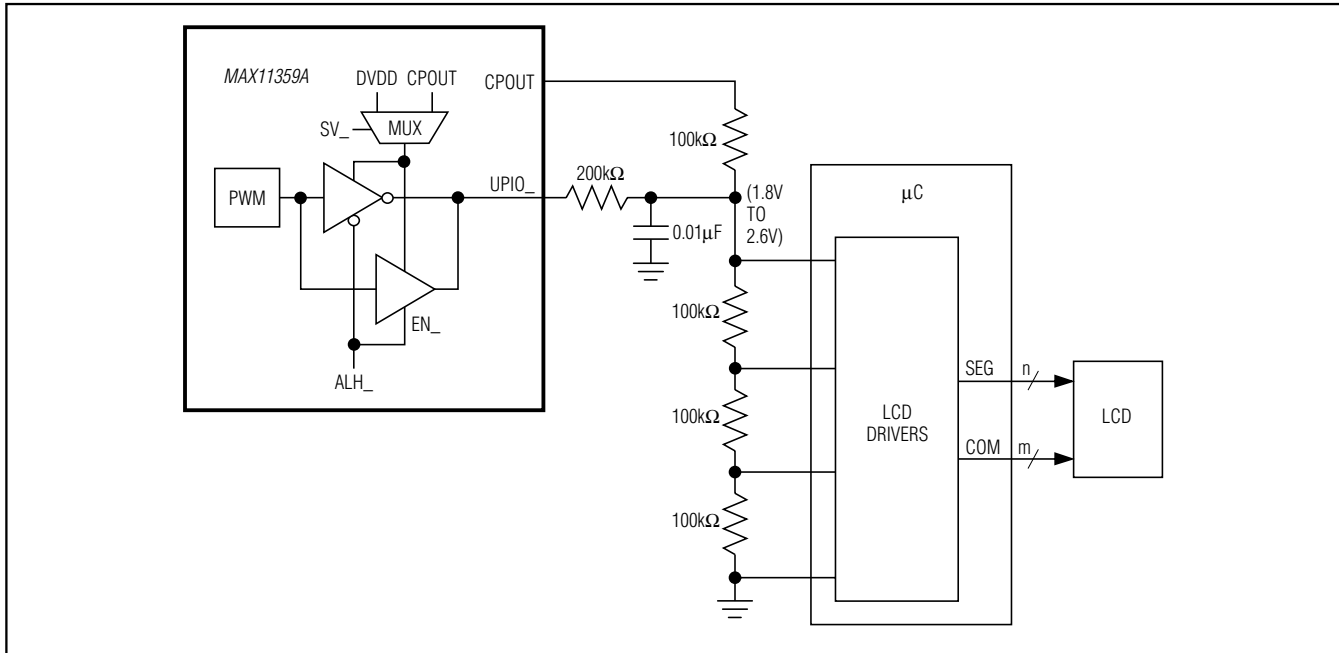 MAX11359A
DVDD CPOUT
CPOUT
SV_
MUX
100kΩ
PWM
UPIO_
200kΩ
(1.8V
TO
2.6V)
0.01μF
EN_
ALH_
100kΩ
100kΩ
100kΩ
μC
LCD
DRIVERS
SEG
n
COM
m
LCD